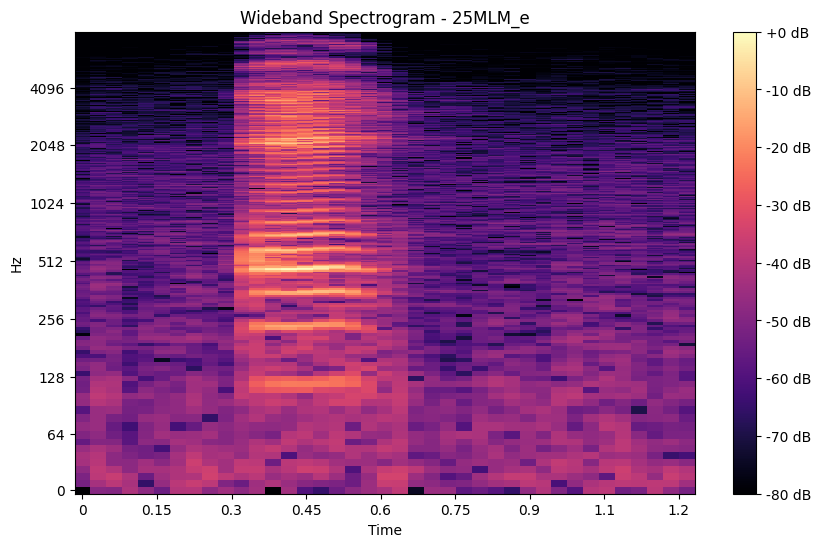 Wideband Spectrogram - 25MLM_e
+0 dB
-10 dB
-20 dB
-30 dB
-40 dB
-50 dB
-60 dB
-70 dB
-80 dB
Hz
4096
2048
1024
512
256
128
64
0
0 0.15 0.3 0.45 0.6 0.75 0.9 1.1 1.2
Time